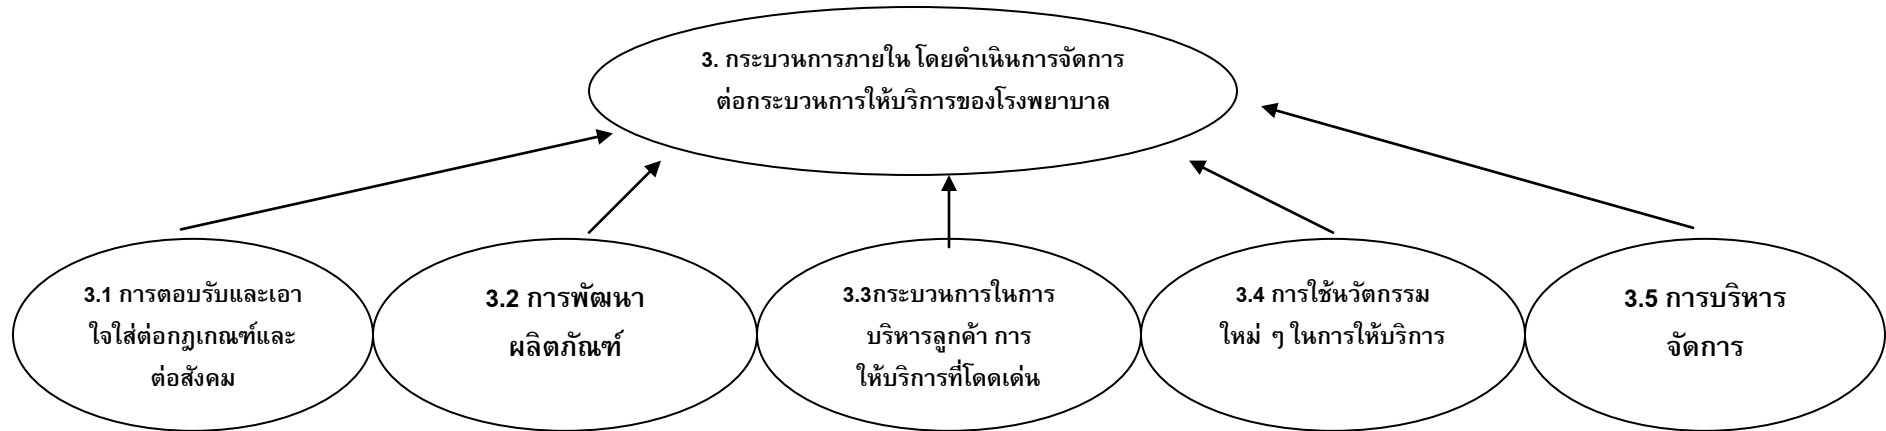 3. กระบวนการภายใน โดยดำเนินการจัดการ
ต่อกระบวนการให้บริการของโรงพยาบาล
3.1 การตอบรับและเอา
ใจใส่ต่อกฎเกณฑ์และ
ต่อสังคม
3.2 การพัฒนา
ผลิตภัณฑ์
3.3กระบวนการในการ
บริหารลูกค้า การ
ให้บริการที่โดดเด่น
3.4 การใช้นวัตกรรม
ใหม่ ๆ ในการให้บริการ
3.5 การบริหาร
จัดการ